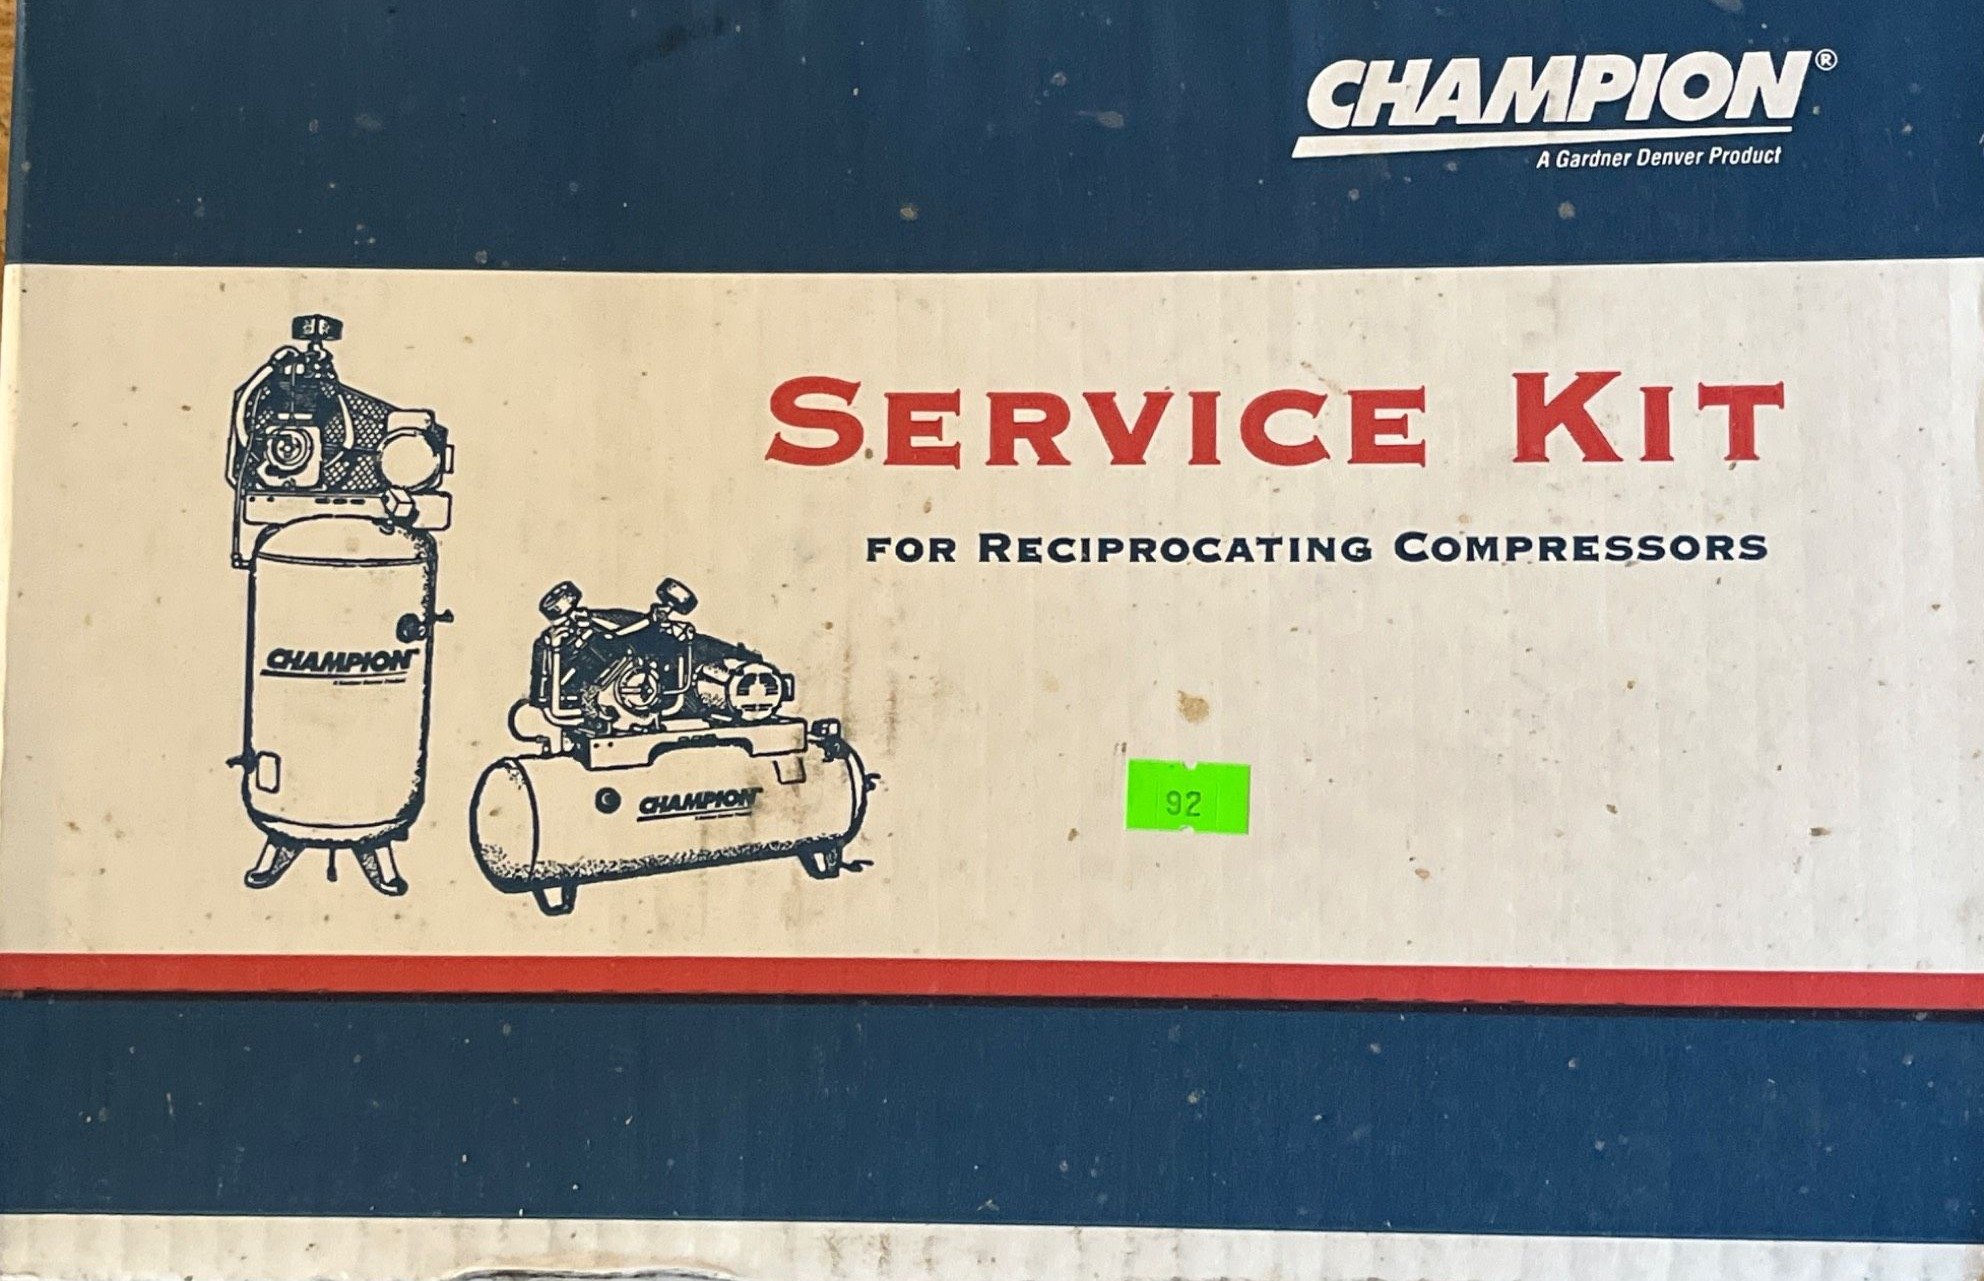 CHAMPION®
A Gardner Denver Product
SERVICE KIT
FOR RECIPROCATING COMPRESSORS
CHAMPION
CHAMPION
92